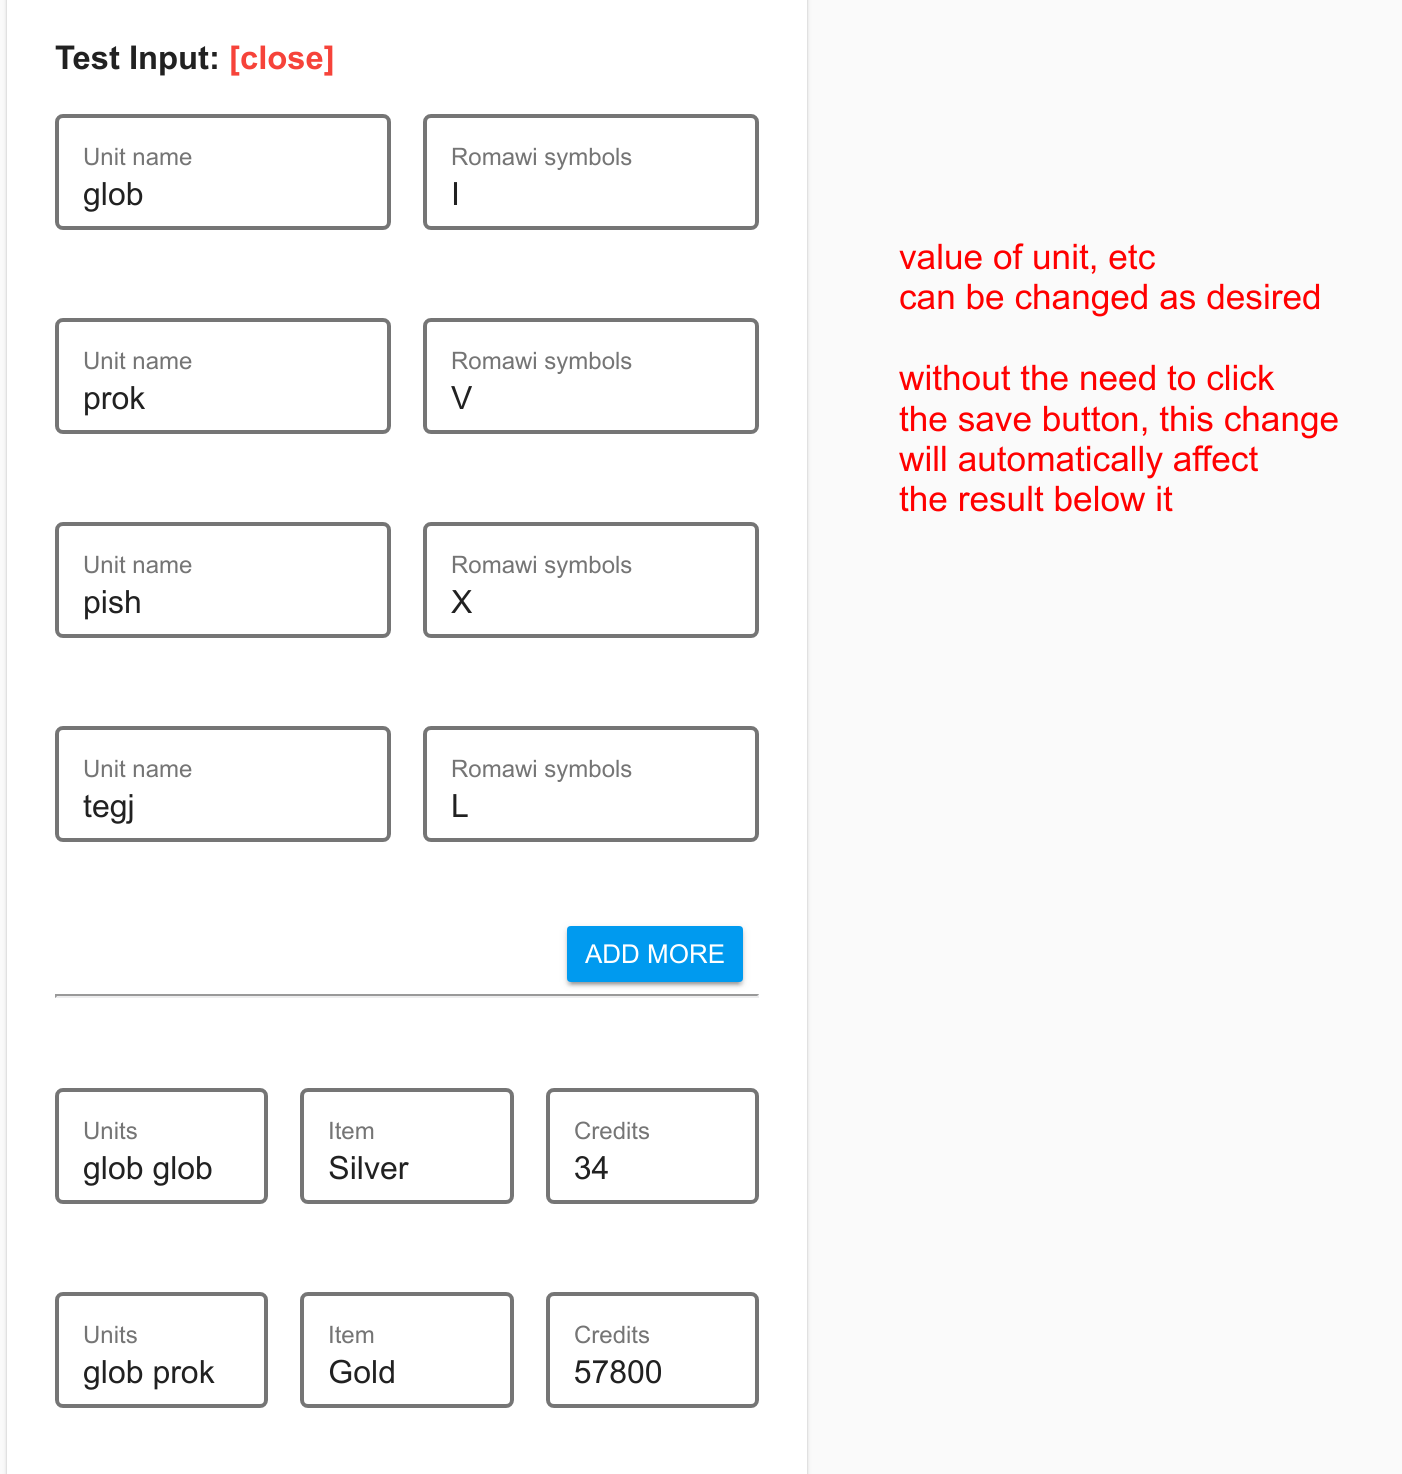 Test Input: [close]
Unit name
glob
Romawi symbols
I
Unit name
prok
Romawi symbols
V
Unit name
pish
Romawi symbols
X
Unit name
tegj
Romawi symbols
L
ADD MORE
Units
glob glob
Item
Silver
Credits
34
Units
glob prok
Item
Gold
Credits
57800
value of unit, etc
can be changed as desired
without the need to click
the save button, this change
will automatically affect
the result below it